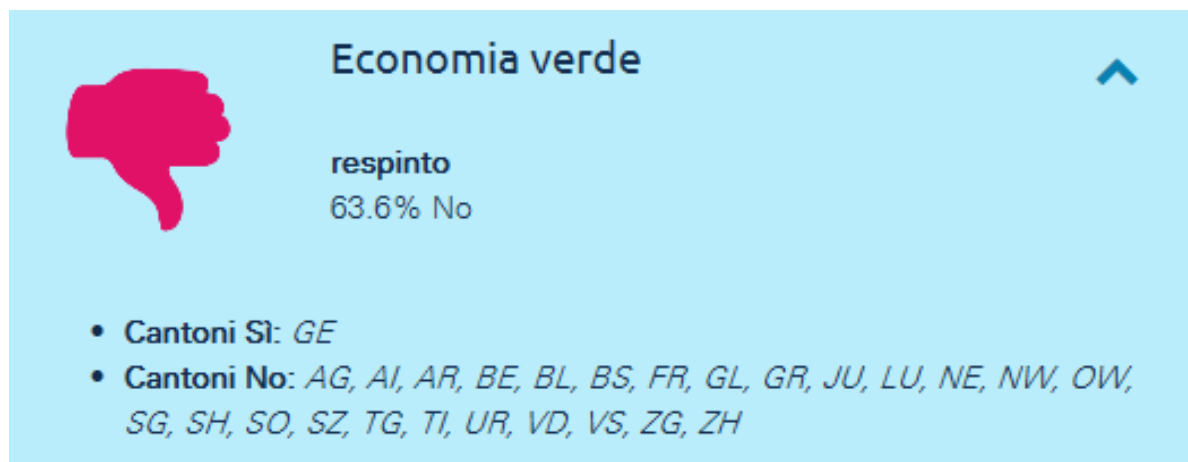 Economia verde
respinto
63.6% No
• Cantoni Sì: GE
• Cantoni No: AG, AI, AR, BE, BL, BS, FR, GL, GR, JU, LU, NE, NW, OW,
SG, SH, SO, SZ, TG, TI, UR, VD, VS, ZG, ZH